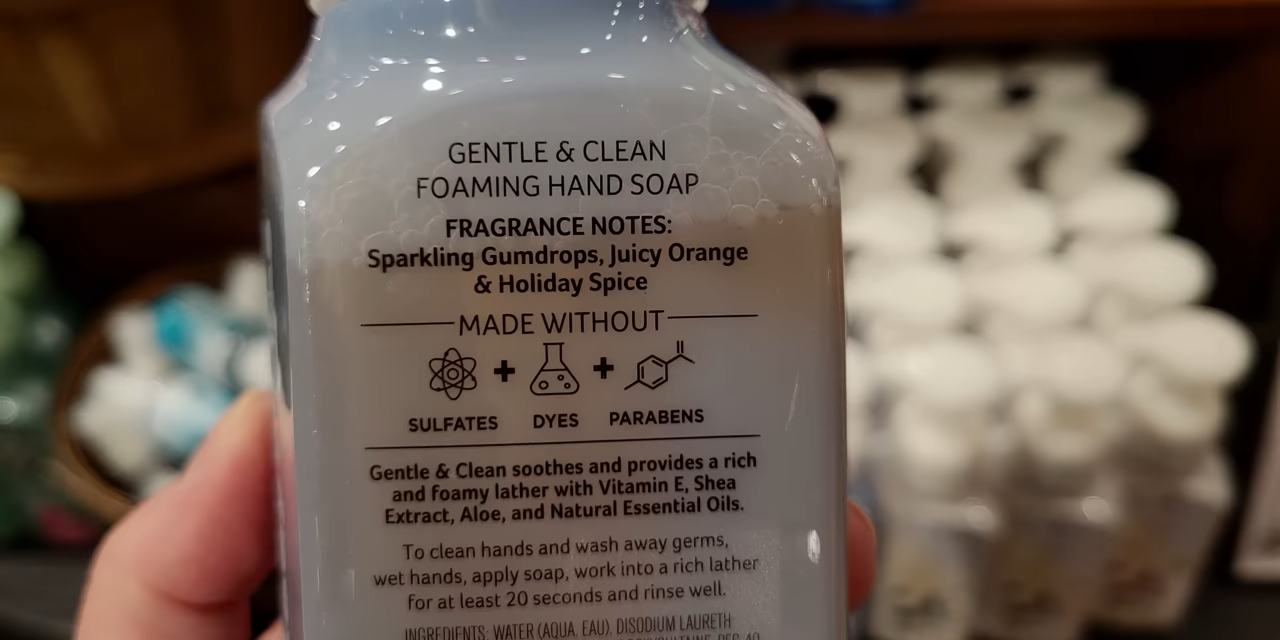 GENTLE & CLEAN
FOAMING HAND SOAP
FRAGRANCE NOTES:
Sparkling Gumdrops, Juicy Orange
& Holiday Spice
MADE WITHOUT
+ +
SULFATES DYES PARABENS
Gentle & Clean soothes and provides a rich
and foamy lather with Vitamin E, Shea
Extract, Aloe, and Natural Essential Oils.
To clean hands and wash away germs,
wet hands, apply soap, work into a rich lather
for at least 20 seconds and rinse well.
INGREDIENTS: WATER (AQUA, EAU), DISODIUM LAURETH